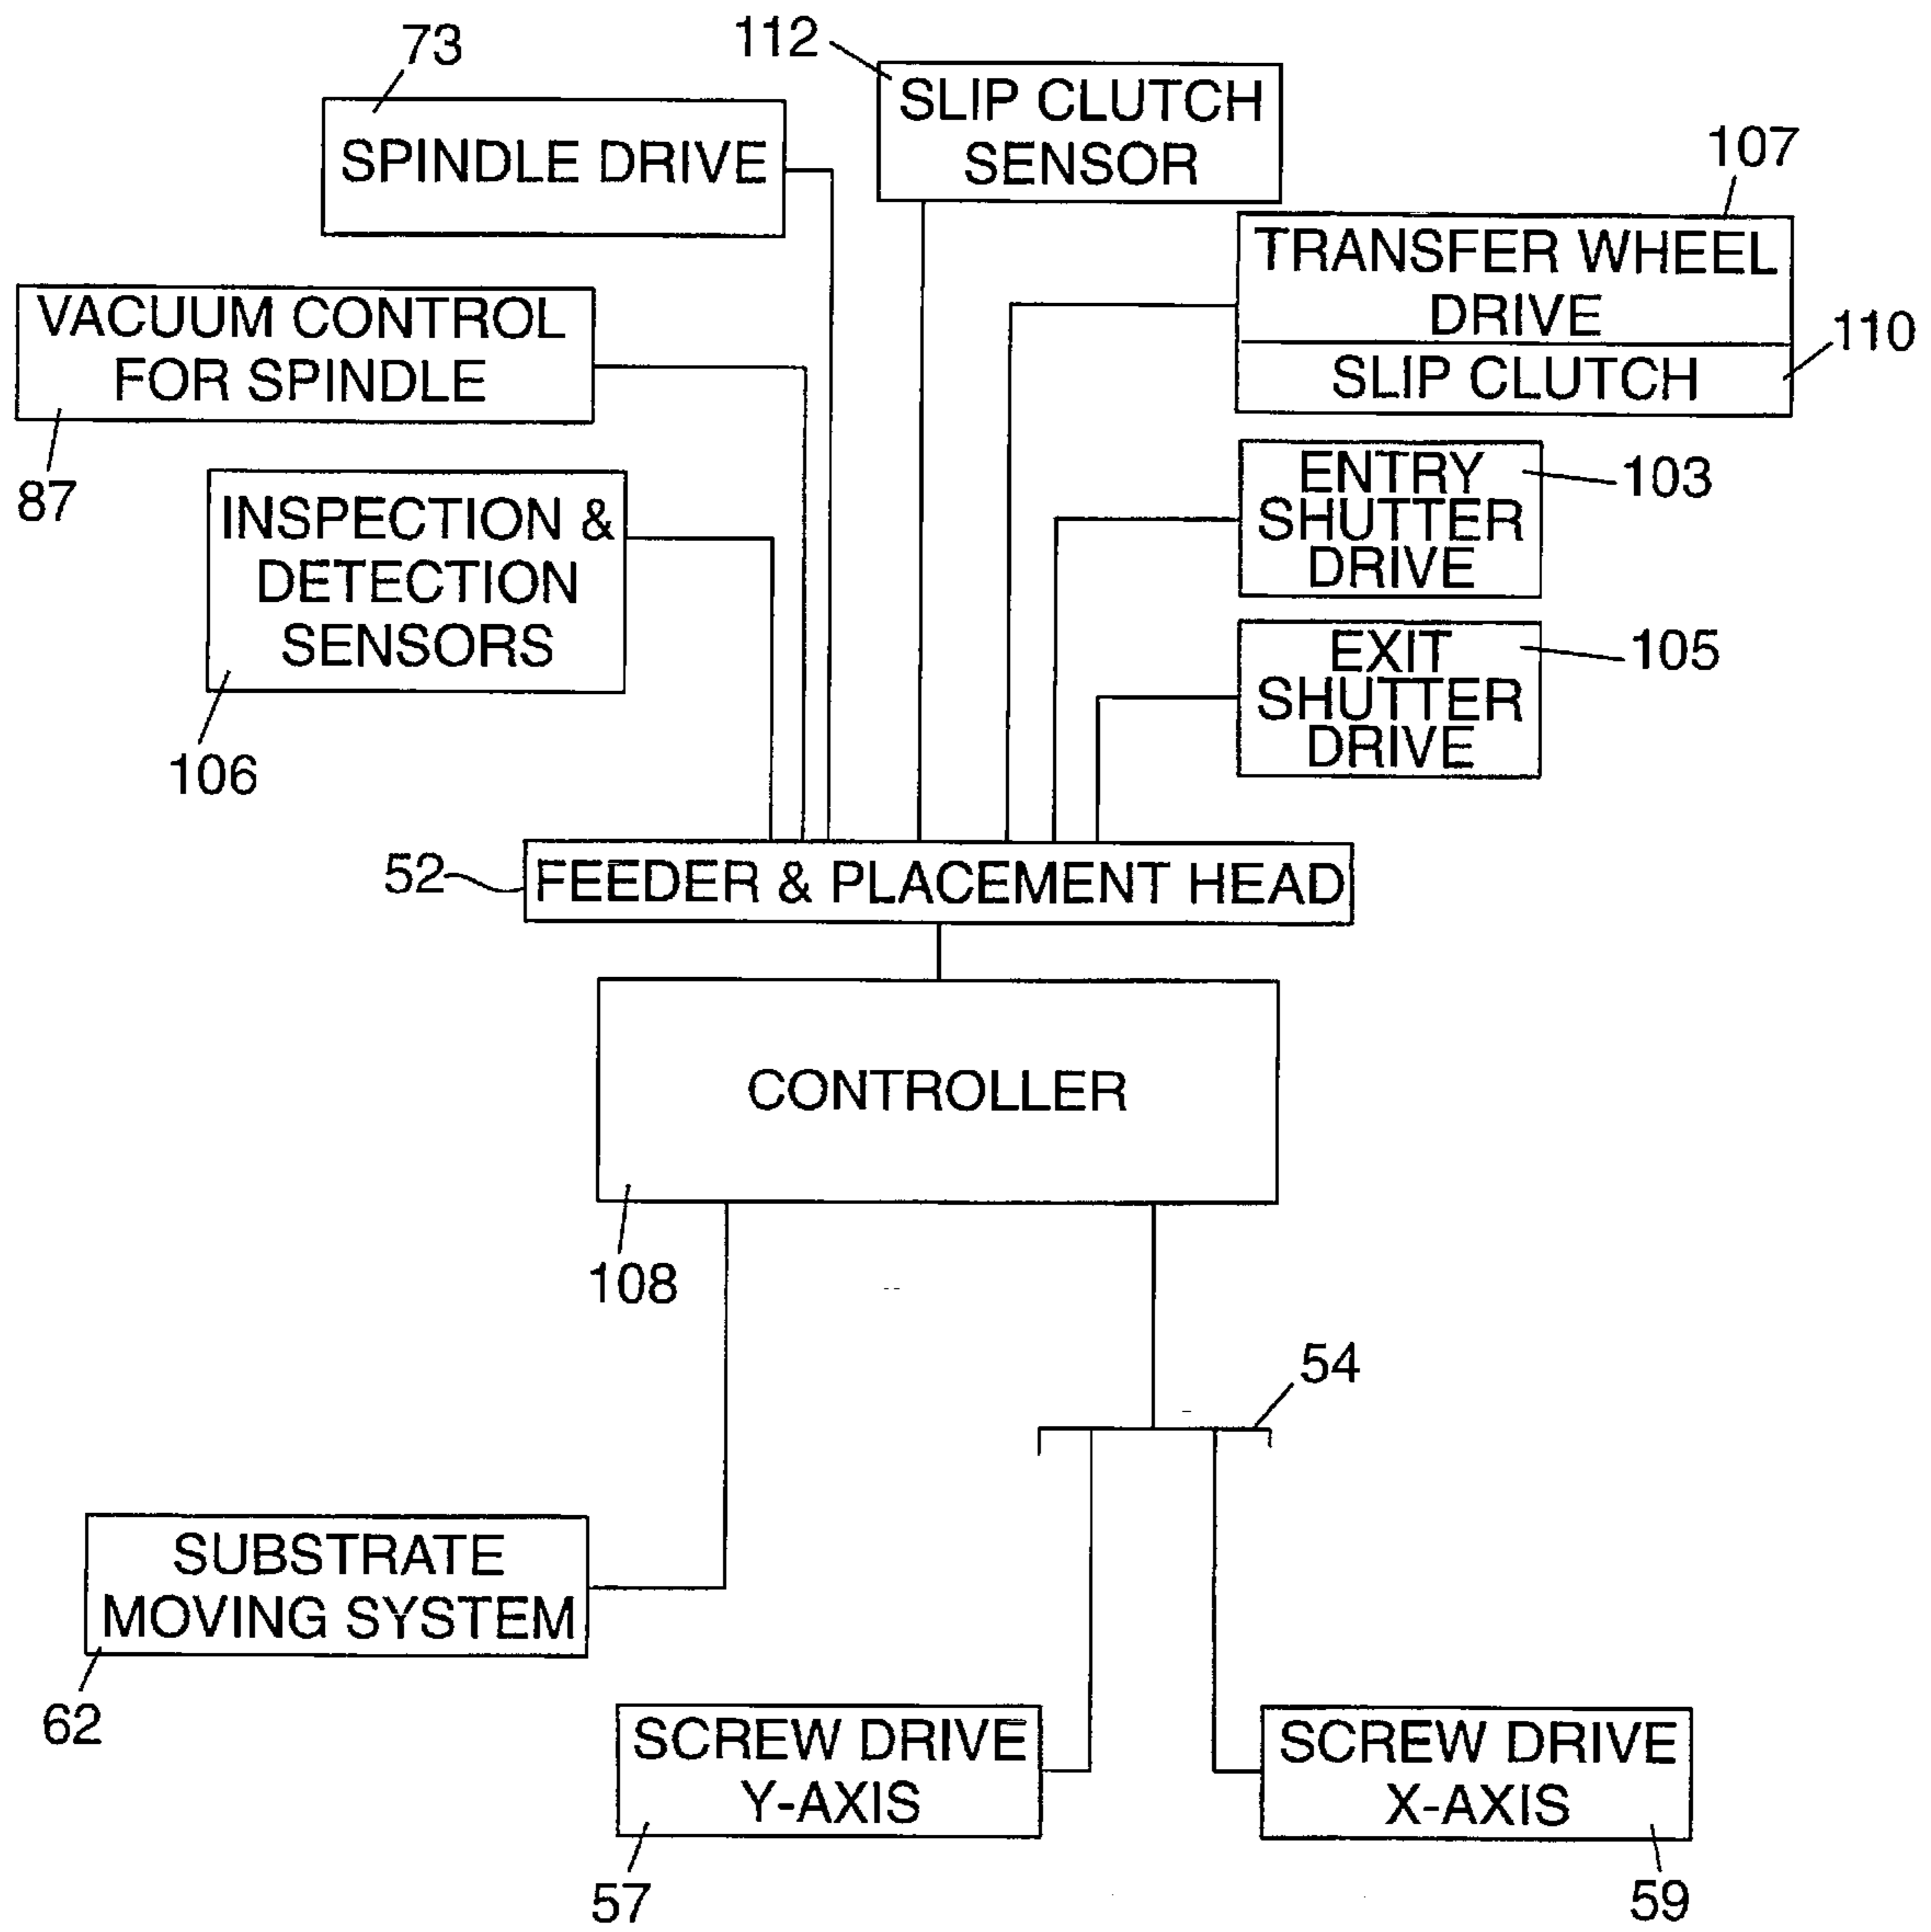 73
112
SLIP CLUTCH
SENSOR
SPINDLE DRIVE
107
TRANSFER WHEEL
DRIVE
110
SLIP CLUTCH
VACUUM CONTROL
FOR SPINDLE
87
ENTRY
SHUTTER
DRIVE
103
INSPECTION &
DETECTION
SENSORS
106
EXIT
SHUTTER
DRIVE
105
52
FEEDER & PLACEMENT HEAD
CONTROLLER
108
54
SUBSTRATE
MOVING SYSTEM
62
SCREW DRIVE
Y-AXIS
57
SCREW DRIVE
X-AXIS
59